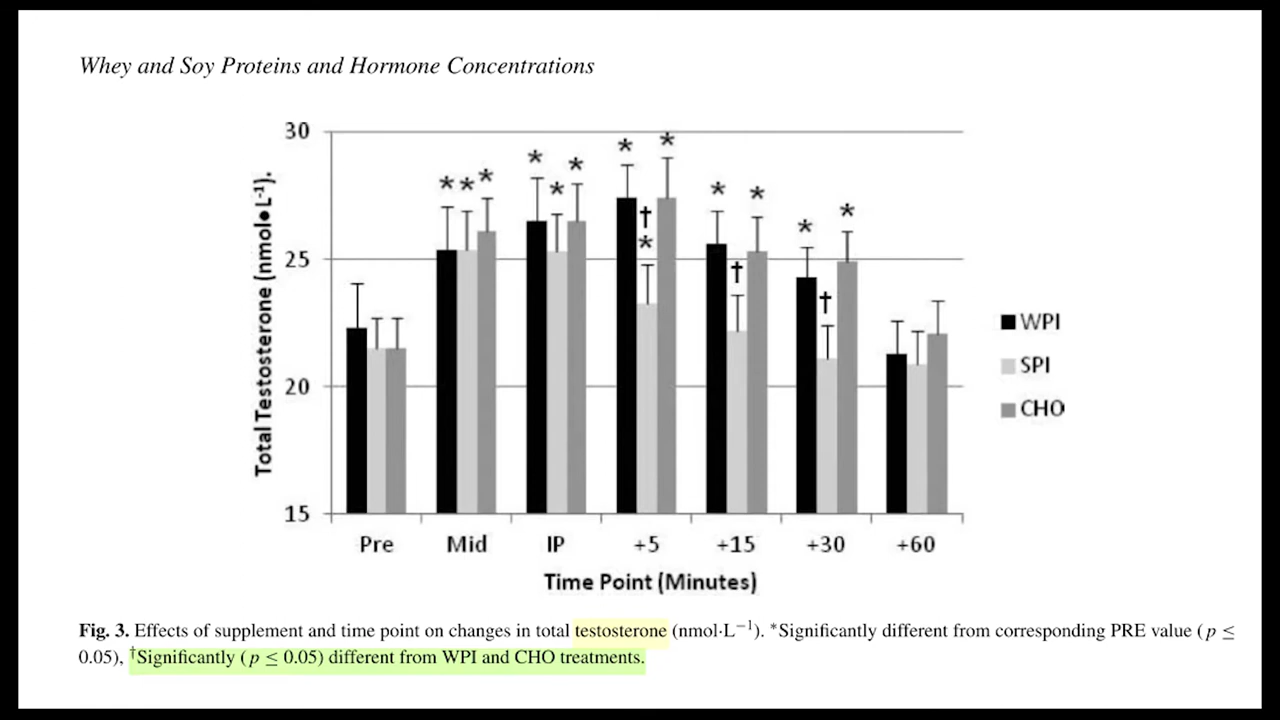 Whey and Soy Proteins and Hormone Concentrations
30
25
20
15
Total Testosterone (nmol●L⁻¹).
* * *
* * *
* † * *
* † *
* † *
WPI
SPI
CHO
Pre Mid IP +5 +15 +30 +60
Time Point (Minutes)
Fig. 3. Effects of supplement and time point on changes in total testosterone (nmol·L⁻¹). *Significantly different from corresponding PRE value (p ≤
0.05), †Significantly (p ≤ 0.05) different from WPI and CHO treatments.